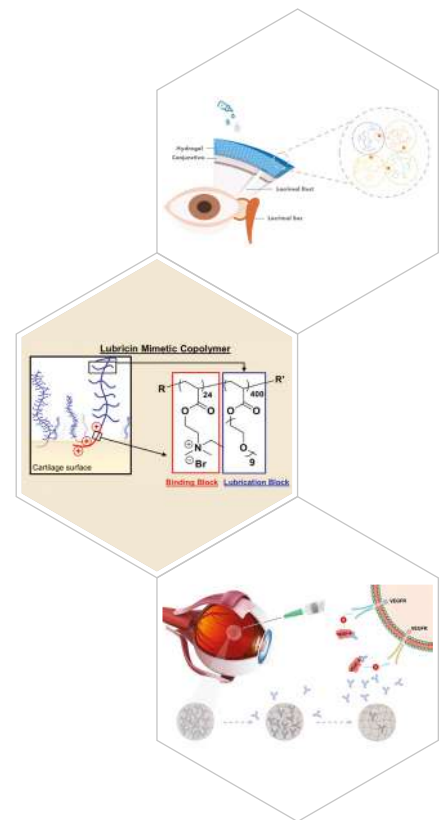 Hydrogel
Conjunctiva
Lacrimal Duct
Lacrimal Sac
Lubricin Mimetic Copolymer
R
24
400
R'
O
O
O
O
O
N
⊕
⊖
Br
9
Cartilage surface
Binding Block
Lubrication Block
VEGFR